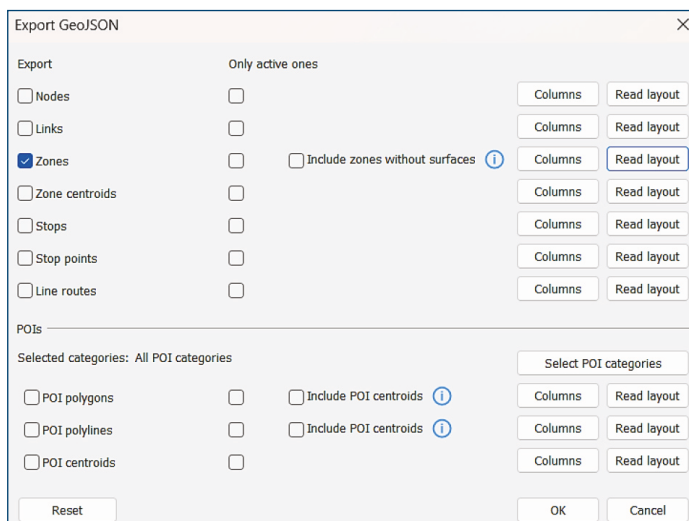 Export GeoJSON
Export Only active ones
Nodes Columns Read layout
Links Columns Read layout
Zones Include zones without surfaces i Columns Read layout
Zone centroids Columns Read layout
Stops Columns Read layout
Stop points Columns Read layout
Line routes Columns Read layout
POIs
Selected categories: All POI categories Select POI categories
POI polygons Include POI centroids i Columns Read layout
POI polylines Include POI centroids i Columns Read layout
POI centroids Columns Read layout
Reset OK Cancel